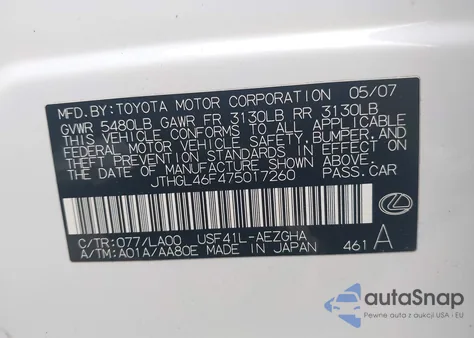 MFD.BY:TOYOTA MOTOR CORPORATION 05/07
GVWR 5480LB GAWR FR 3130LB RR 3130LB
THIS VEHICLE CONFORMS TO ALL APPLICABLE
FEDERAL MOTOR VEHICLE SAFETY, BUMPER, AND
THEFT PREVENTION STANDARDS IN EFFECT ON
THE DATE OF MANUFACTURE SHOWN ABOVE.
JTHGL46F475017260 PASS.CAR
C/TR:077/LA00 USF41L-AEZGHA
A/TM:A01A/AA80E MADE IN JAPAN 461 A
autoSnap
Pewne auta z aukcji USA i EU